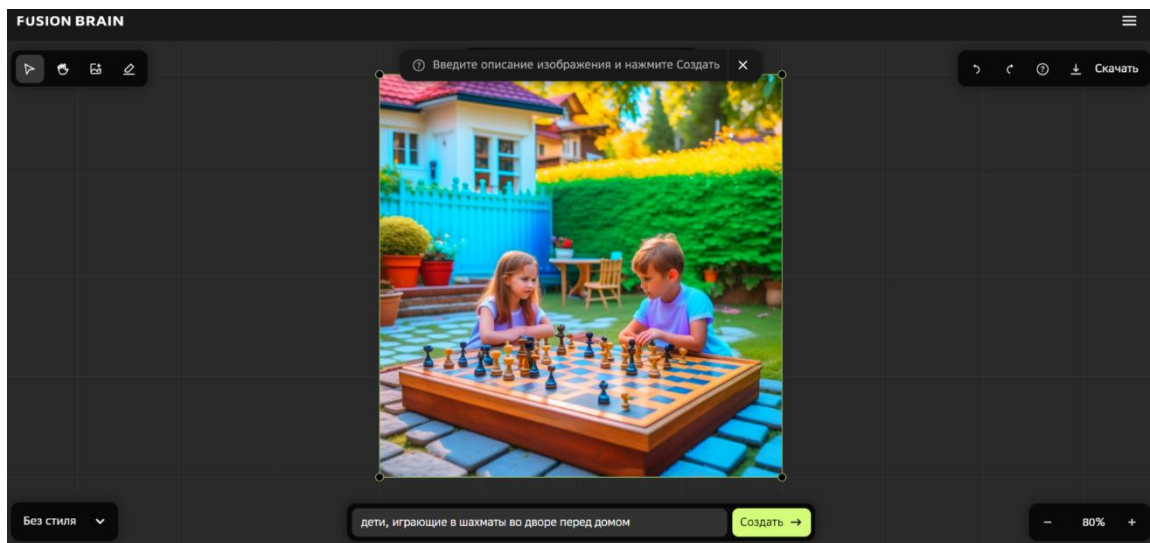 FUSION BRAIN
Введите описание изображения и нажмите Создать
Скачать
Без стиля
дети, играющие в шахматы во дворе перед домом
Создать →
− 80% +